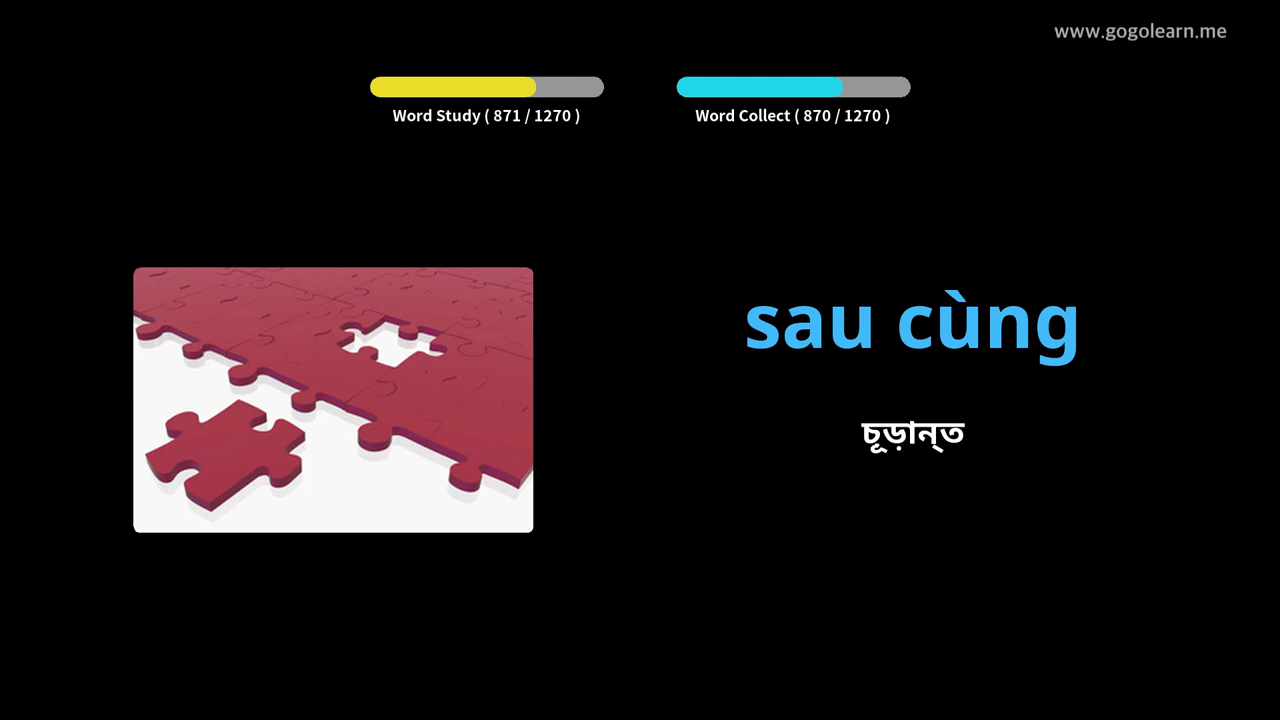 www.gogolearn.me
Word Study ( 871 / 1270 )
Word Collect ( 870 / 1270 )
sau cùng
চূড়ান্ত